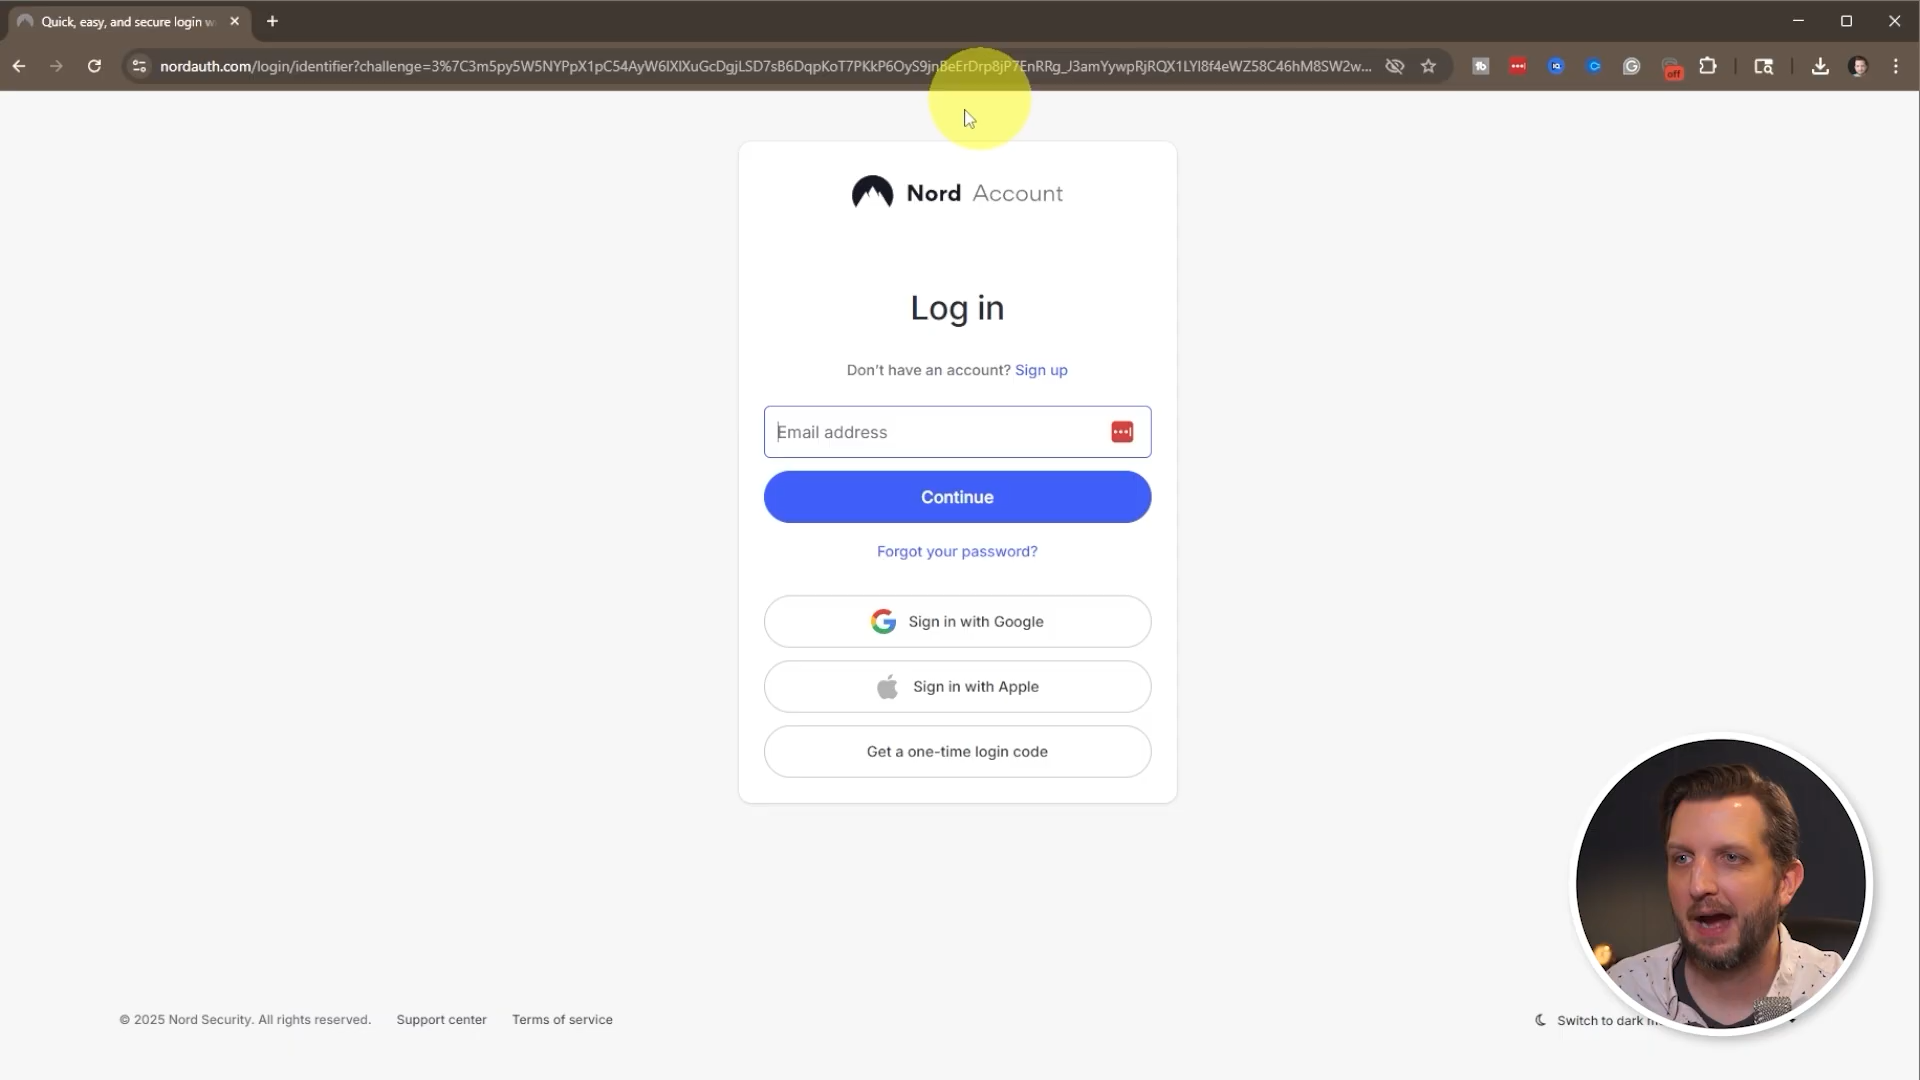 Quick, easy, and secure login w
nordauth.com/login/identifier?challenge=3%7C3m5py5W5NYPpX1pC54AyW6IXIXuGcDgjLSD7sB6DqpKoT7PKkP6OyS9jnBeErDrp8jP7EnRRg_J3amYywpRjRQX1LYl8f4eWZ58C46hM8SW2w...
off
Nord Account
Log in
Don't have an account? Sign up
Email address
Continue
Forgot your password?
Sign in with Google
Sign in with Apple
Get a one-time login code
© 2025 Nord Security. All rights reserved.
Support center
Terms of service
Switch to dark m